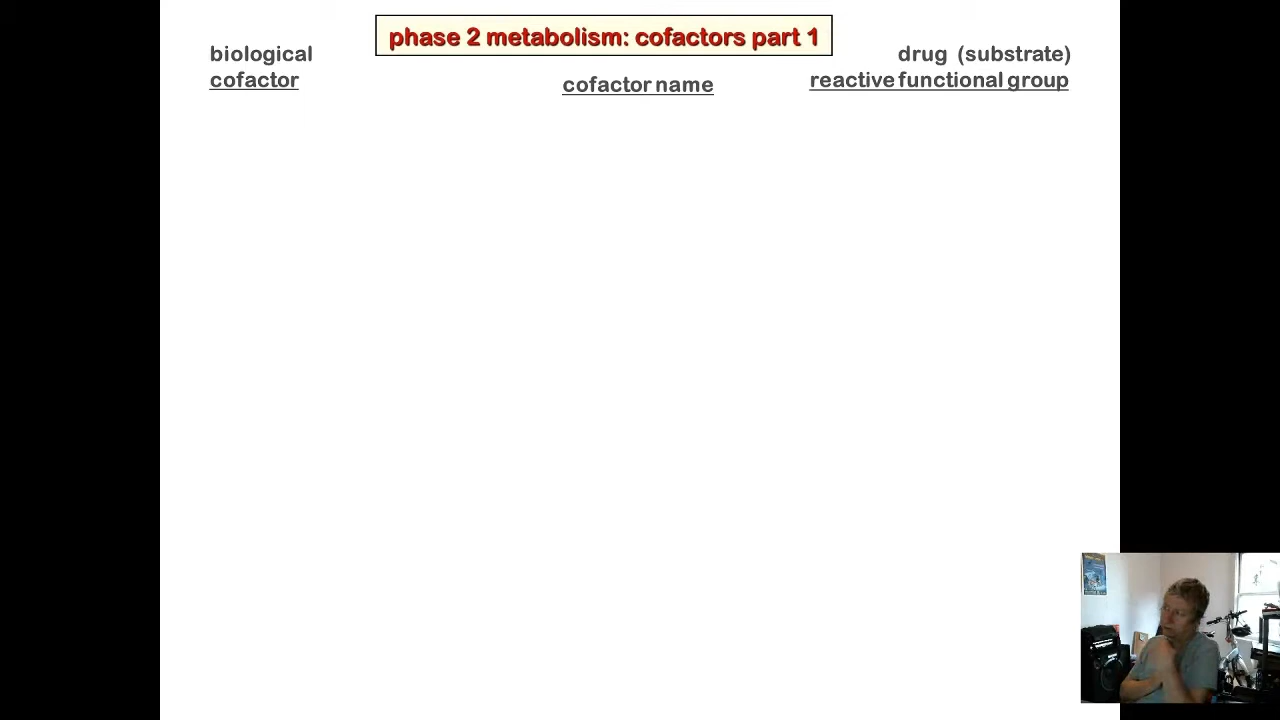 phase 2 metabolism: cofactors part 1
biological
cofactor
cofactor name
drug (substrate)
reactive functional group